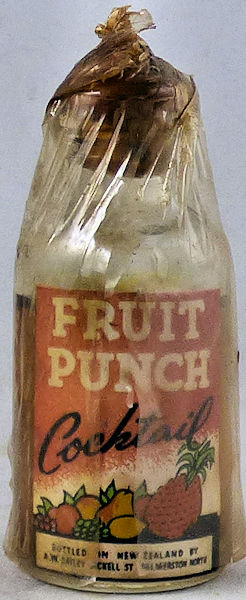 FRUIT
PUNCH
Cocktail
BOTTLED IN NEW ZEALAND BY
ST PALMERSTON NORTH